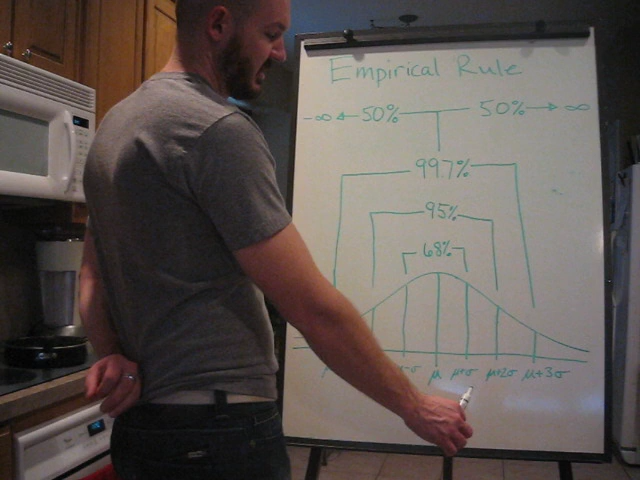 Empirical Rule
-∞ 50% 50% ∞
99.7%
95%
68%
μ -σ μ μ+σ μ+2σ μ+3σ